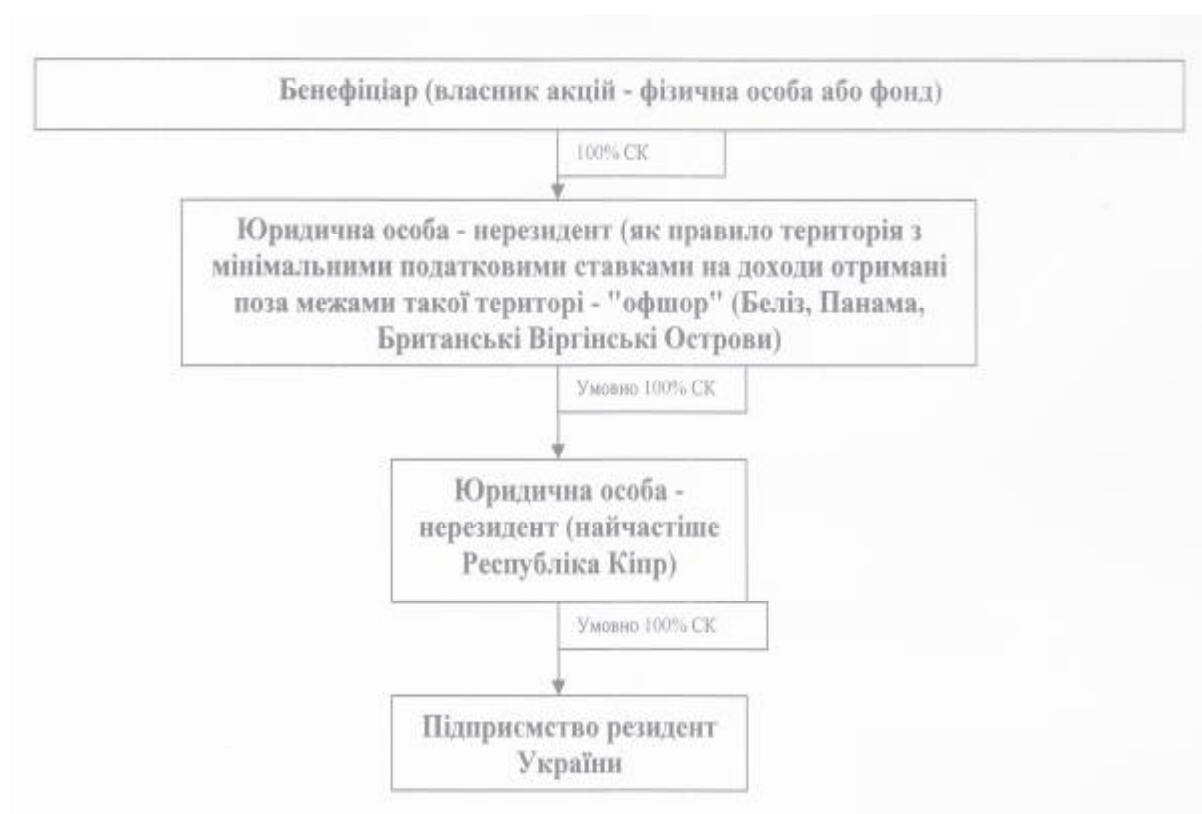 Бенефіціар (власник акцій - фізична особа або фонд)
100% СК
Юридична особа - нерезидент (як правило територія з
мінімальними податковими ставками на доходи отримані
поза межами такої територі - "офшор" (Беліз, Панама,
Британські Віргінські Острови)
Умовно 100% СК
Юридична особа -
нерезидент (найчастіше
Республіка Кіпр)
Умовно 100% СК
Підприємство резидент
України